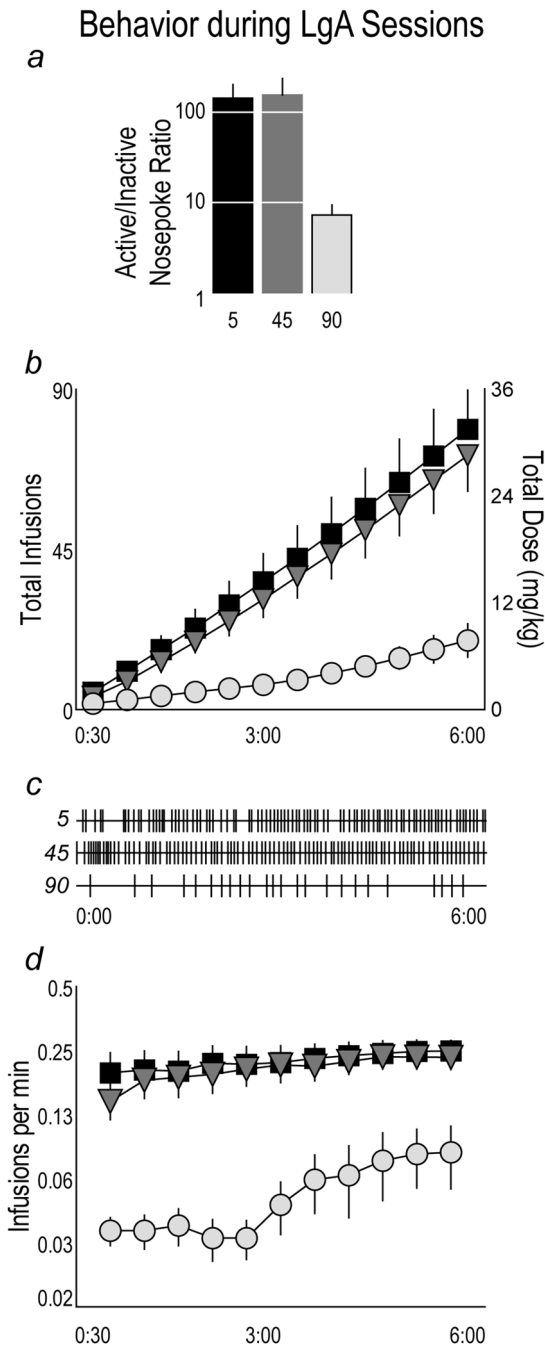 Behavior during LgA Sessions
a
Active/Inactive
Nosepoke Ratio
100
10
1
5 45 90
b
Total Infusions
90
45
0
36
24
12
0
Total Dose (mg/kg)
0:30 3:00 6:00
c
5
45
90
0:00 6:00
d
Infusions per min
0.5
0.25
0.13
0.06
0.03
0.02
0:30 3:00 6:00